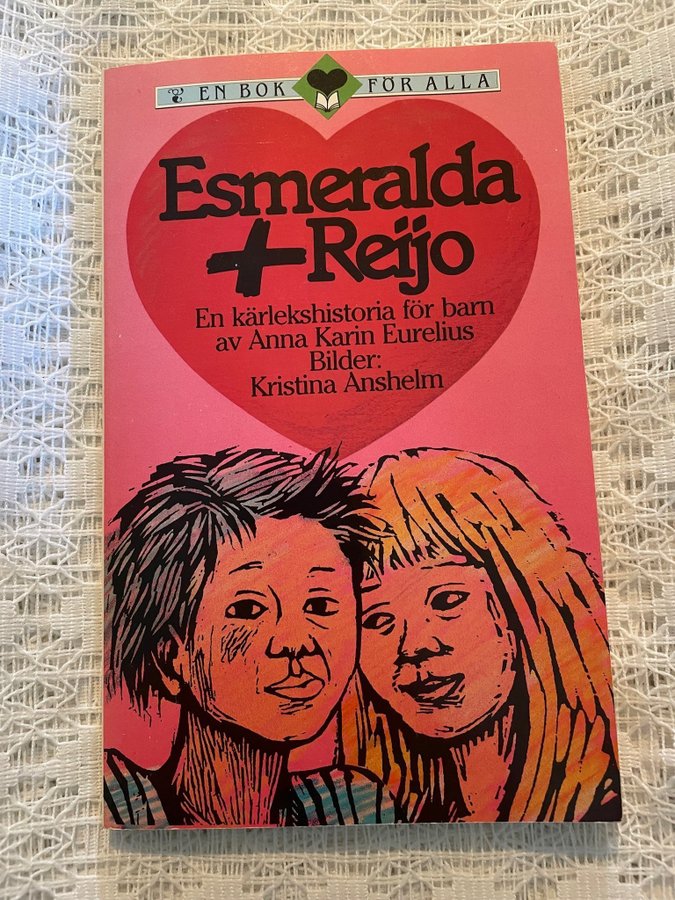 EN BOK FÖR ALLA
Esmeralda
+ Reijo
En kärlekshistoria för barn
av Anna Karin Eurelius
Bilder:
Kristina Anshelm